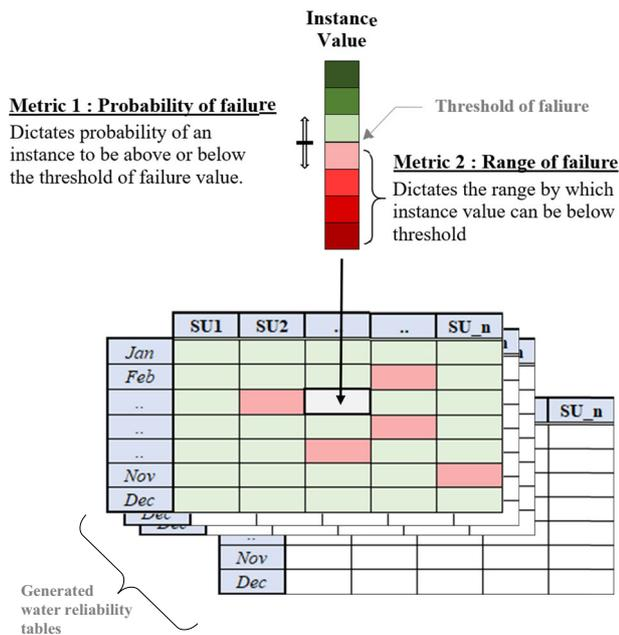 Instance
Value
Metric 1 : Probability of failure
Dictates probability of an
instance to be above or below
the threshold of failure value.
Threshold of faliure
Metric 2 : Range of failure
Dictates the range by which
instance value can be below
threshold
SU1 SU2 .. .. SU_n
Jan
Feb
..
..
..
Nov
Dec
n
n
SU_n
Dec
Dec
..
Nov
Dec
Generated
water reliability
tables